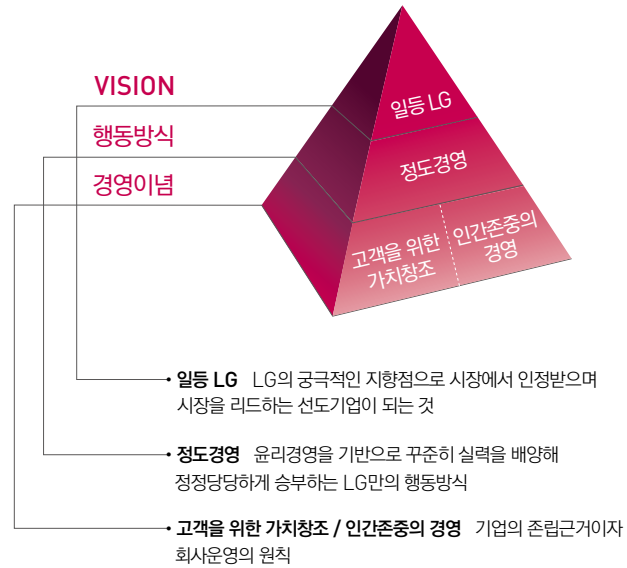 VISION
행동방식
경영이념
일등 LG
정도경영
고객을 위한
가치창조
인간존중의
경영
• 일등 LG LG의 궁극적인 지향점으로 시장에서 인정받으며
시장을 리드하는 선도기업이 되는 것
• 정도경영 윤리경영을 기반으로 꾸준히 실력을 배양해
정정당당하게 승부하는 LG만의 행동방식
• 고객을 위한 가치창조 / 인간존중의 경영 기업의 존립근거이자
회사운영의 원칙